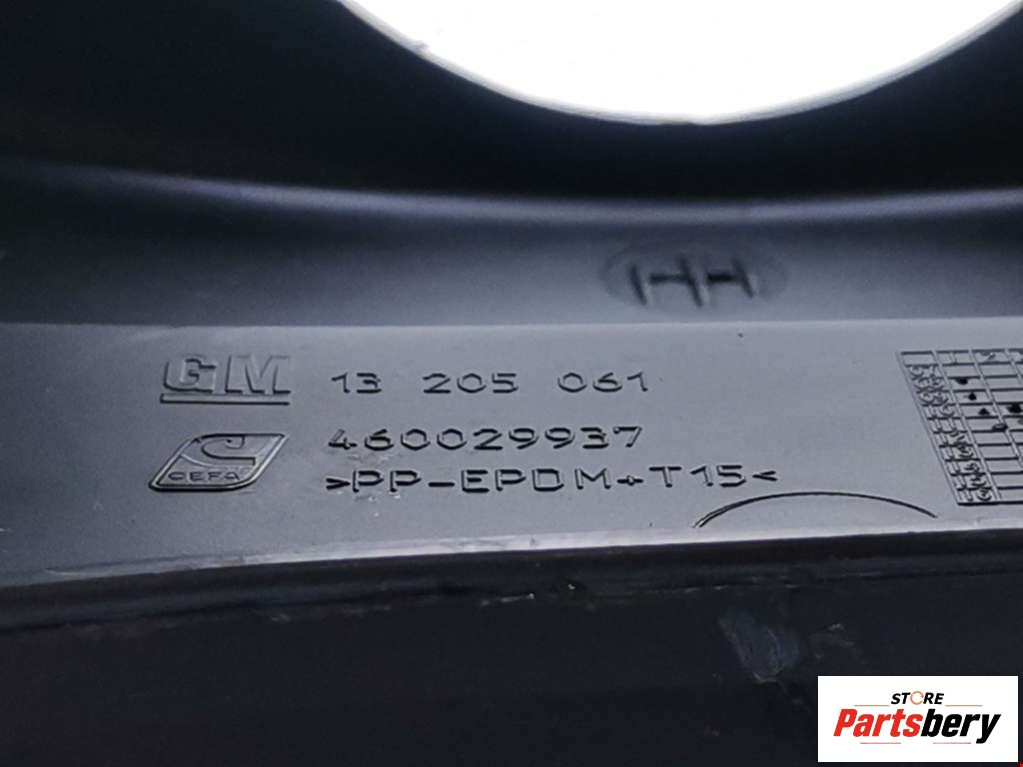 HH
GM 13 205 061
460029937
CEFA >PP-EPDM+T15<
STORE
Partsbery